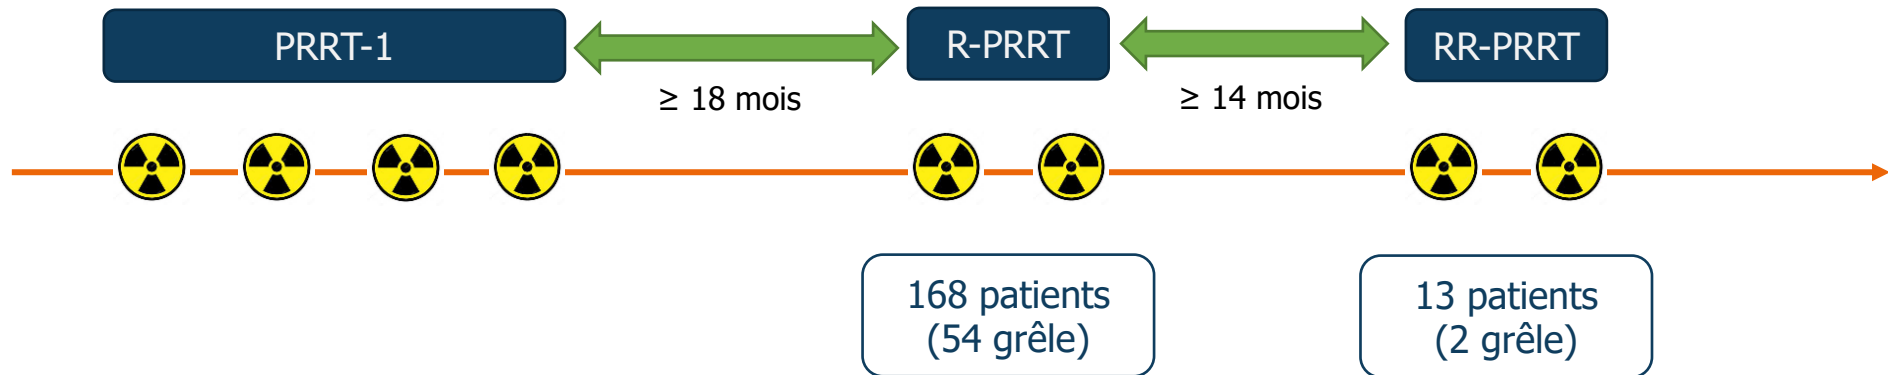 PRRT-1
R-PRRT
RR-PRRT
≥ 18 mois
≥ 14 mois
168 patients
(54 grêle)
13 patients
(2 grêle)